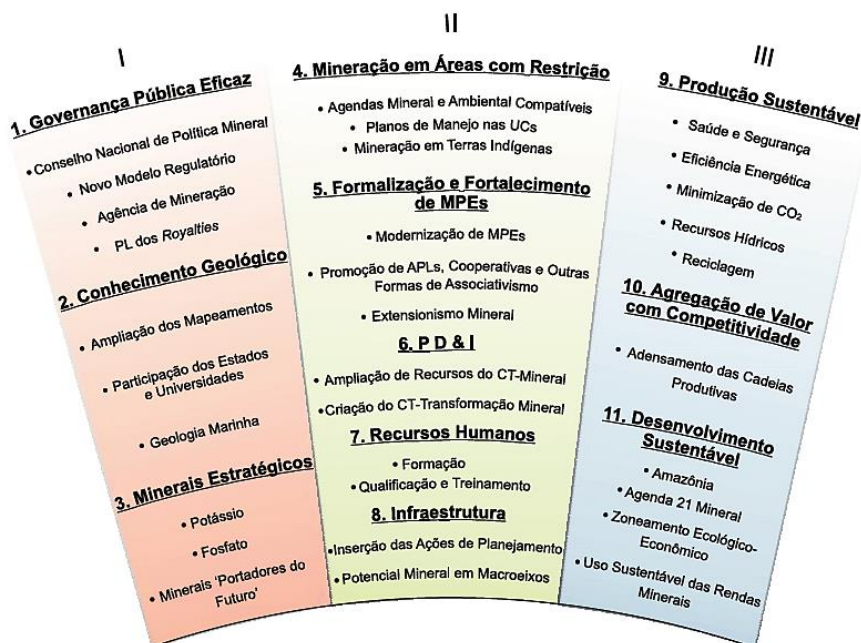 I
1. Governança Pública Eficaz
• Conselho Nacional de Política Mineral
• Novo Modelo Regulatório
• Agência de Mineração
• PL dos Royalties
2. Conhecimento Geológico
• Ampliação dos Mapeamentos
• Participação dos Estados
e Universidades
• Geologia Marinha
3. Minerais Estratégicos
• Potássio
• Fosfato
• Minerais 'Portadores do
Futuro'
II
4. Mineração em Áreas com Restrição
• Agendas Mineral e Ambiental Compatíveis
• Planos de Manejo nas UCs
• Mineração em Terras Indígenas
5. Formalização e Fortalecimento
de MPEs
• Modernização de MPEs
• Promoção de APLs, Cooperativas e Outras
Formas de Associativismo
• Extensionismo Mineral
6. P D & I
• Ampliação de Recursos do CT-Mineral
•Criação do CT-Transformação Mineral
7. Recursos Humanos
• Formação
• Qualificação e Treinamento
8. Infraestrutura
•Inserção das Ações de Planejamento
•Potencial Mineral em Macroeixos
III
9. Produção Sustentável
• Saúde e Segurança
• Eficiência Energética
• Minimização de CO₂
• Recursos Hídricos
• Reciclagem
10. Agregação de Valor
com Competitividade
• Adensamento das Cadeias
Produtivas
11. Desenvolvimento
Sustentável
• Amazônia
• Agenda 21 Mineral
• Zoneamento Ecológico-
Econômico
• Uso Sustentável das Rendas
Minerais